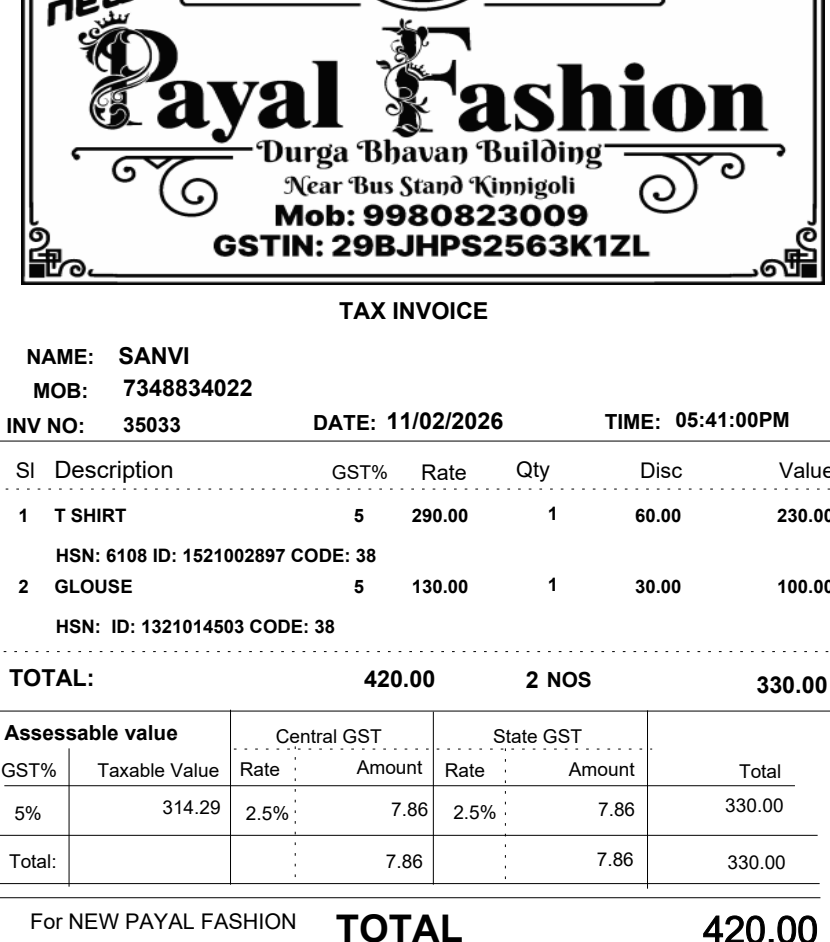 new
Payal Fashion
Durga Bhavan Building
Near Bus Stand Kinnigoli
Mob: 9980823009
GSTIN: 29BJHPS2563K1ZL
TAX INVOICE
NAME: SANVI
MOB: 7348834022
INV NO: 35033 DATE: 11/02/2026 TIME: 05:41:00PM
Sl Description GST% Rate Qty Disc Value
1 T SHIRT 5 290.00 1 60.00 230.00
HSN: 6108 ID: 1521002897 CODE: 38
2 GLOUSE 5 130.00 1 30.00 100.00
HSN: ID: 1321014503 CODE: 38
TOTAL: 420.00 2 NOS 330.00
Assessable value Central GST State GST
GST% Taxable Value Rate Amount Rate Amount Total
5% 314.29 2.5% 7.86 2.5% 7.86 330.00
Total: 7.86 7.86 330.00
For NEW PAYAL FASHION TOTAL 420.00